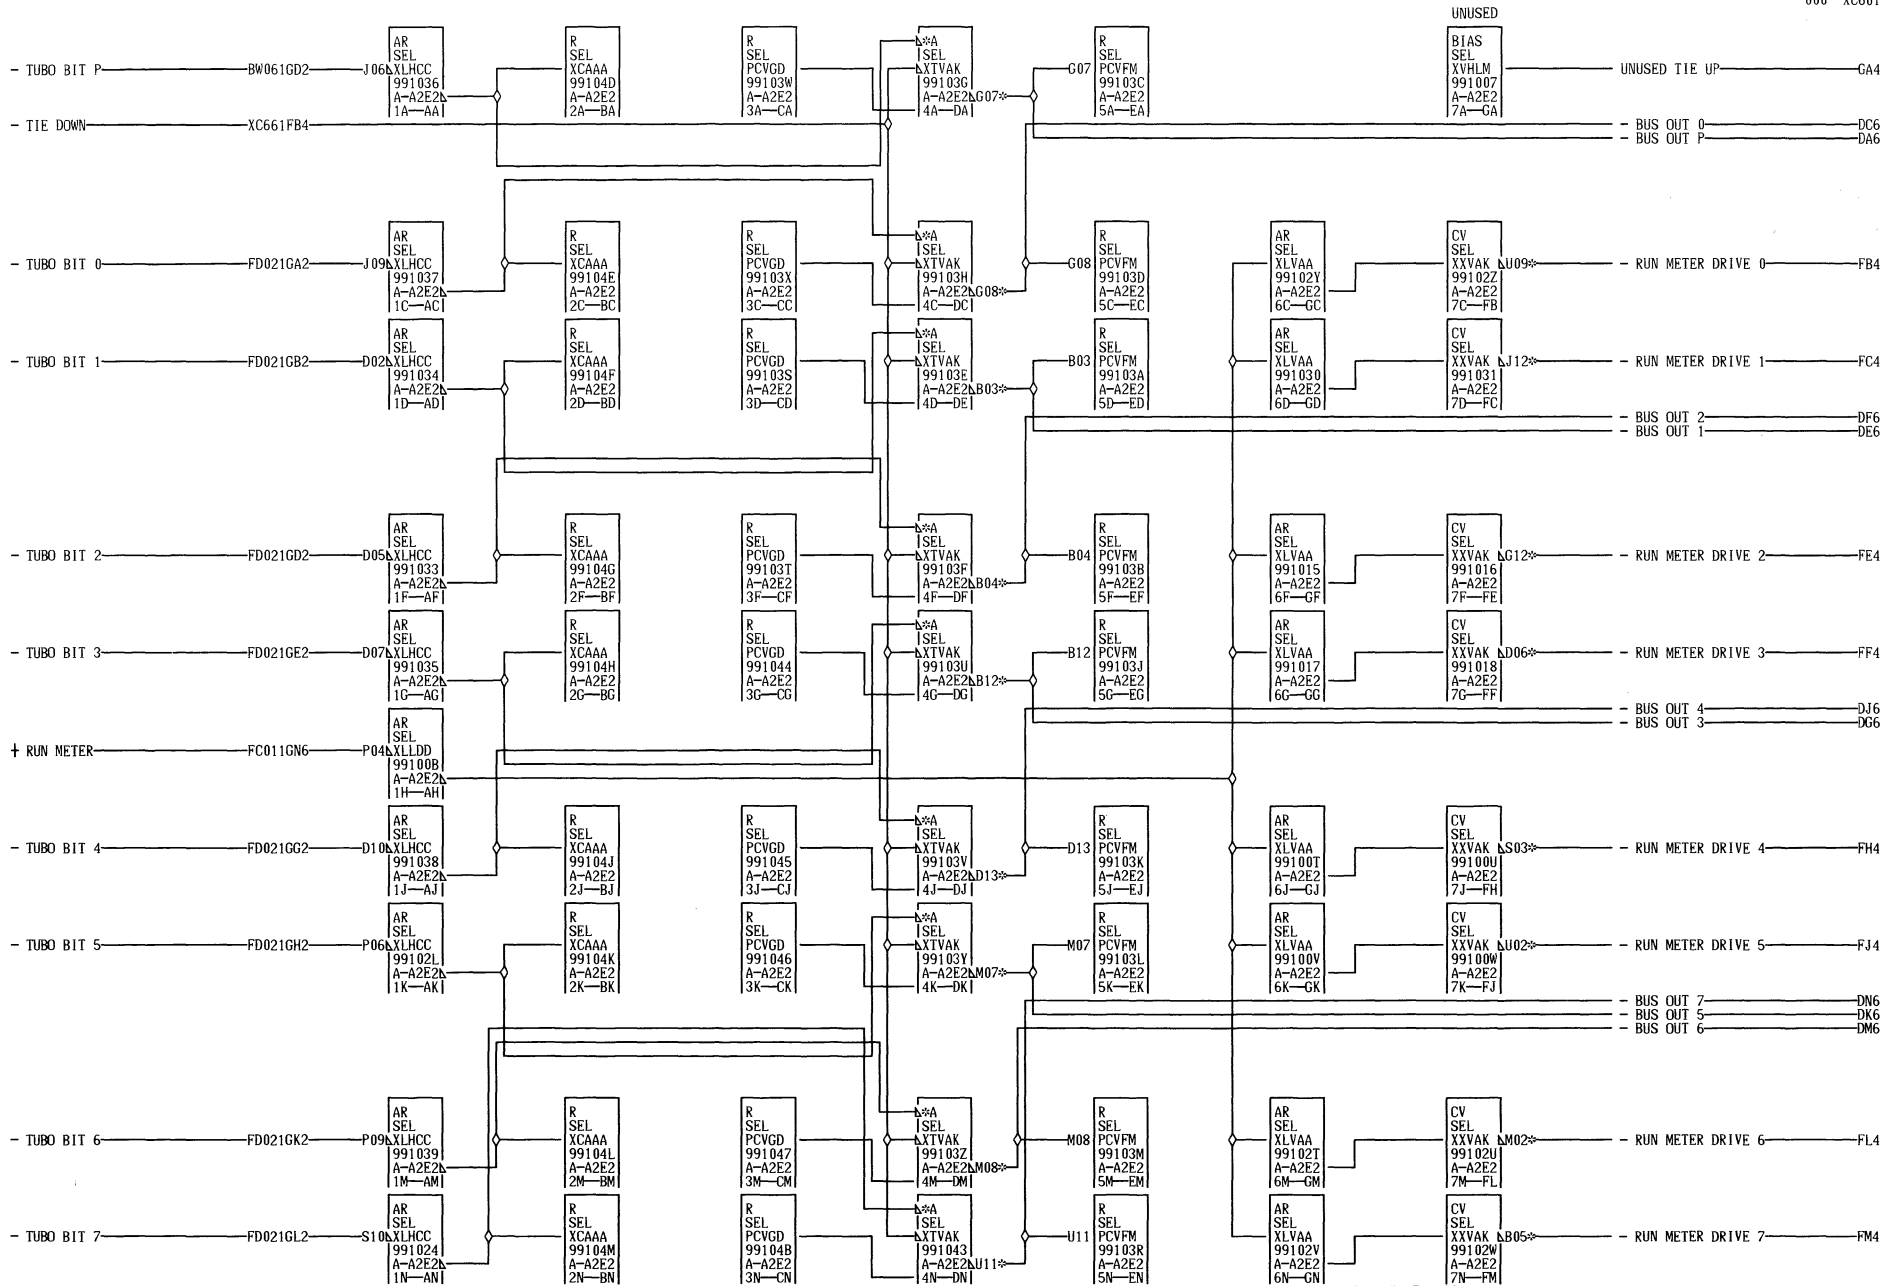 000 XC661
UNUSED
- TUBO BIT P BW061GD2 J06
AR
SEL
XLHCC
991036
A-A2E2
1A—AA
R
SEL
XCAAA
99104D
A-A2E2
2A—BA
R
SEL
PCVGD
99103W
A-A2E2
3A—CA
*A
SEL
XTVAK
99103G
A-A2E2 G07*
4A—DA
G07
R
SEL
PCVFM
99103C
A-A2E2
5A—EA
BIAS
SEL
XVHLM
991007
A-A2E2
7A—GA
UNUSED TIE UP GA4
- TIE DOWN XC661FB4
- BUS OUT 0 DC6
- BUS OUT P DA6
- TUBO BIT 0 FD021GA2 J09
AR
SEL
XLHCC
991037
A-A2E2
1C—AC
R
SEL
XCAAA
99104E
A-A2E2
2C—BC
R
SEL
PCVGD
99103X
A-A2E2
3C—CC
*A
SEL
XTVAK
99103H
A-A2E2 G08*
4C—DC
G08
R
SEL
PCVFM
99103D
A-A2E2
5C—EC
AR
SEL
XLVAA
99102Y
A-A2E2
6C—GC
CV
SEL
XXVAK U09*
99102Z
A-A2E2
7C—FB
- RUN METER DRIVE 0 FB4
- TUBO BIT 1 FD021GB2 D02
AR
SEL
XLHCC
991034
A-A2E2
1D—AD
R
SEL
XCAAA
99104F
A-A2E2
2D—BD
R
SEL
PCVGD
99103S
A-A2E2
3D—CD
*A
SEL
XTVAK
99103E
A-A2E2 B03*
4D—DE
B03
R
SEL
PCVFM
99103A
A-A2E2
5D—ED
AR
SEL
XLVAA
991030
A-A2E2
6D—GD
CV
SEL
XXVAK J12*
991031
A-A2E2
7D—FC
- RUN METER DRIVE 1 FC4
- BUS OUT 2 DF6
- BUS OUT 1 DE6
- TUBO BIT 2 FD021GD2 D05
AR
SEL
XLHCC
991033
A-A2E2
1F—AF
R
SEL
XCAAA
99104G
A-A2E2
2F—BF
R
SEL
PCVGD
99103T
A-A2E2
3F—CF
*A
SEL
XTVAK
99103F
A-A2E2 B04*
4F—DF
B04
R
SEL
PCVFM
99103B
A-A2E2
5F—EF
AR
SEL
XLVAA
991015
A-A2E2
6F—GF
CV
SEL
XXVAK G12*
991016
A-A2E2
7F—FE
- RUN METER DRIVE 2 FE4
- TUBO BIT 3 FD021GE2 D07
AR
SEL
XLHCC
991035
A-A2E2
1G—AG
R
SEL
XCAAA
99104H
A-A2E2
2G—BG
R
SEL
PCVGD
991044
A-A2E2
3G—CG
*A
SEL
XTVAK
99103U
A-A2E2 B12*
4G—DG
B12
R
SEL
PCVFM
99103J
A-A2E2
5G—EG
AR
SEL
XLVAA
991017
A-A2E2
6G—GG
CV
SEL
XXVAK D06*
991018
A-A2E2
7G—FF
- RUN METER DRIVE 3 FF4
- BUS OUT 4 DJ6
- BUS OUT 3 DG6
+ RUN METER FC011GN6 P04
AR
SEL
XLLDD
99100B
A-A2E2
1H—AH
- TUBO BIT 4 FD021GG2 D10
AR
SEL
XLHCC
991038
A-A2E2
1J—AJ
R
SEL
XCAAA
99104J
A-A2E2
2J—BJ
R
SEL
PCVGD
991045
A-A2E2
3J—CJ
*A
SEL
XTVAK
99103V
A-A2E2 D13*
4J—DJ
D13
R
SEL
PCVFM
99103K
A-A2E2
5J—EJ
AR
SEL
XLVAA
99100T
A-A2E2
6J—GJ
CV
SEL
XXVAK S03*
99100U
A-A2E2
7J—FH
- RUN METER DRIVE 4 FH4
- TUBO BIT 5 FD021GH2 P06
AR
SEL
XLHCC
99102L
A-A2E2
1K—AK
R
SEL
XCAAA
99104K
A-A2E2
2K—BK
R
SEL
PCVGD
991046
A-A2E2
3K—CK
*A
SEL
XTVAK
99103Y
A-A2E2 M07*
4K—DK
M07
R
SEL
PCVFM
99103L
A-A2E2
5K—EK
AR
SEL
XLVAA
99100V
A-A2E2
6K—GK
CV
SEL
XXVAK U02*
99100W
A-A2E2
7K—FJ
- RUN METER DRIVE 5 FJ4
- BUS OUT 7 DN6
- BUS OUT 5 DK6
- BUS OUT 6 DM6
- TUBO BIT 6 FD021GK2 P09
AR
SEL
XLHCC
991039
A-A2E2
1M—AM
R
SEL
XCAAA
99104L
A-A2E2
2M—BM
R
SEL
PCVGD
991047
A-A2E2
3M—CM
*A
SEL
XTVAK
99103Z
A-A2E2 M08*
4M—DM
M08
R
SEL
PCVFM
99103M
A-A2E2
5M—EM
AR
SEL
XLVAA
99102T
A-A2E2
6M—GM
CV
SEL
XXVAK M02*
99102U
A-A2E2
7M—FL
- RUN METER DRIVE 6 FL4
- TUBO BIT 7 FD021GL2 S10
AR
SEL
XLHCC
991024
A-A2E2
1N—AN
R
SEL
XCAAA
99104M
A-A2E2
2N—BN
R
SEL
PCVGD
99104B
A-A2E2
3N—CN
*A
SEL
XTVAK
991043
A-A2E2 U11*
4N—DN
U11
R
SEL
PCVFM
99103R
A-A2E2
5N—EN
AR
SEL
XLVAA
99102V
A-A2E2
6N—GN
CV
SEL
XXVAK B05*
99102W
A-A2E2
7N—FM
- RUN METER DRIVE 7 FM4